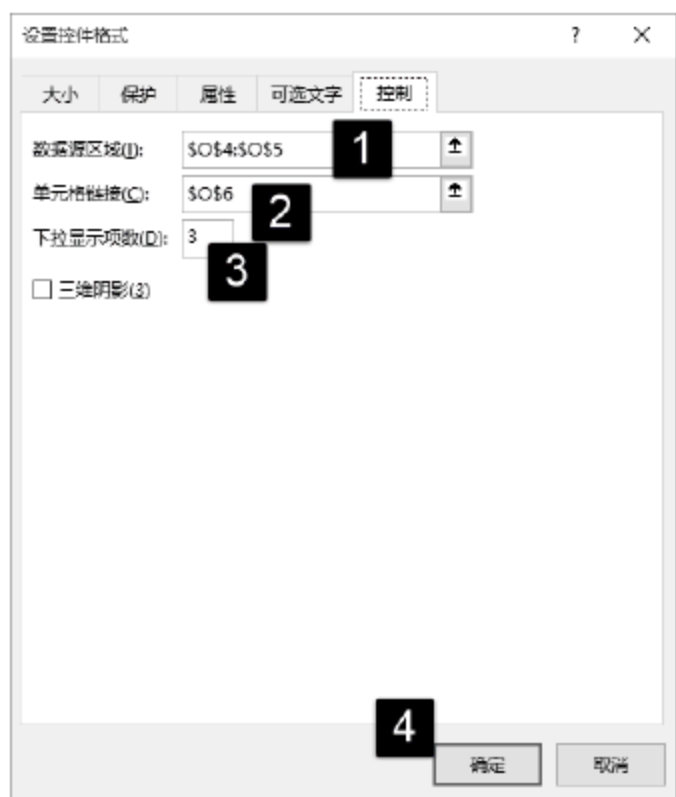 设置控件格式 ? ×
大小 保护 属性 可选文字 控制
数据源区域(I): $O$4:$O$5 1
单元格链接(C): $O$6 2
下拉显示项数(D): 3
3
三维阴影(3)
4
确定 取消